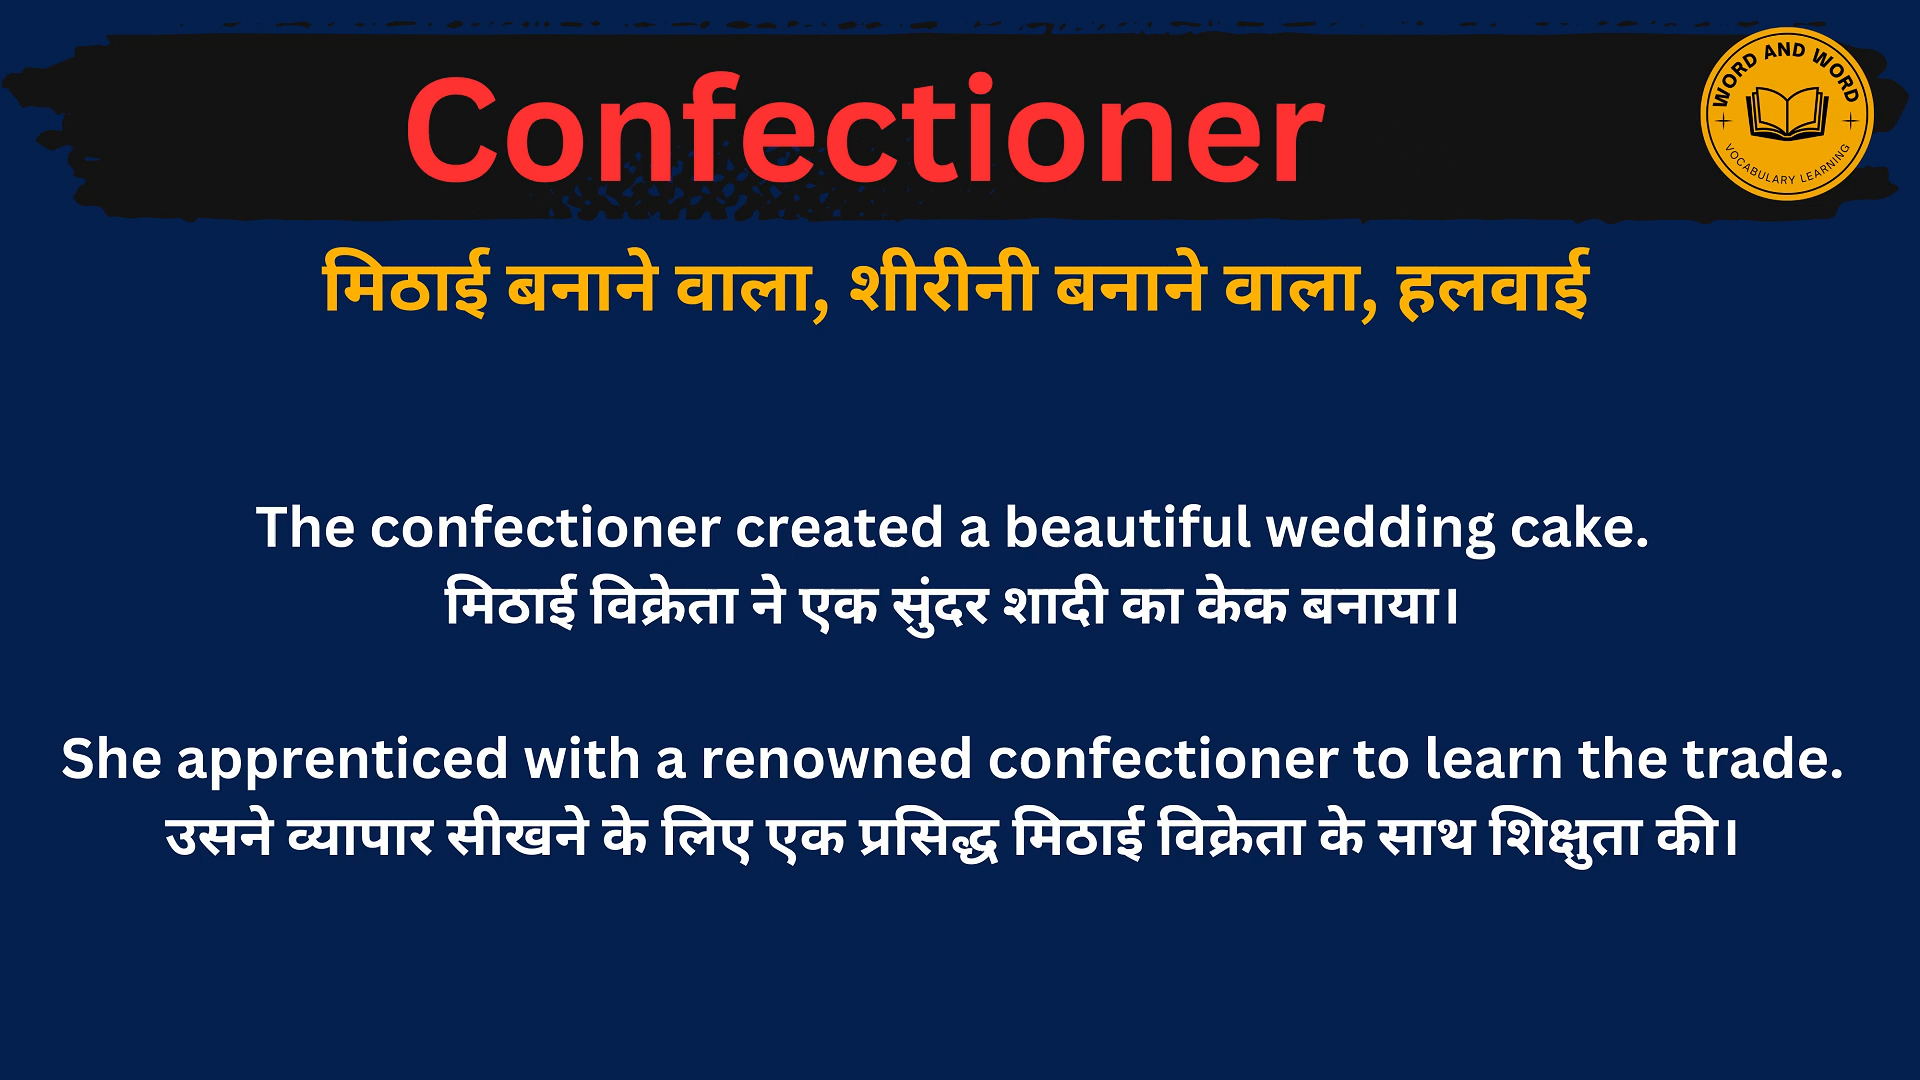 Confectioner
WORD AND WORD
VOCABULARY LEARNING
मिठाई बनाने वाला, शीरीनी बनाने वाला, हलवाई
The confectioner created a beautiful wedding cake.
मिठाई विक्रेता ने एक सुंदर शादी का केक बनाया।
She apprenticed with a renowned confectioner to learn the trade.
उसने व्यापार सीखने के लिए एक प्रसिद्ध मिठाई विक्रेता के साथ शिक्षुता की।